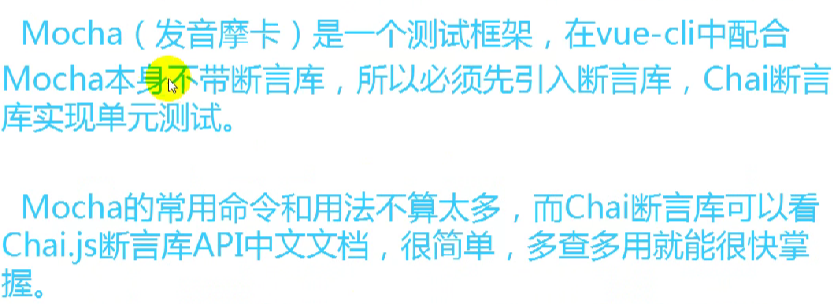 Mocha（发音摩卡）是一个测试框架，在vue-cli中配合
Mocha本身不带断言库，所以必须先引入断言库，Chai断言
库实现单元测试。
Mocha的常用命令和用法不算太多，而Chai断言库可以看
Chai.js断言库API中文文档，很简单，多查多用就能很快掌
握。